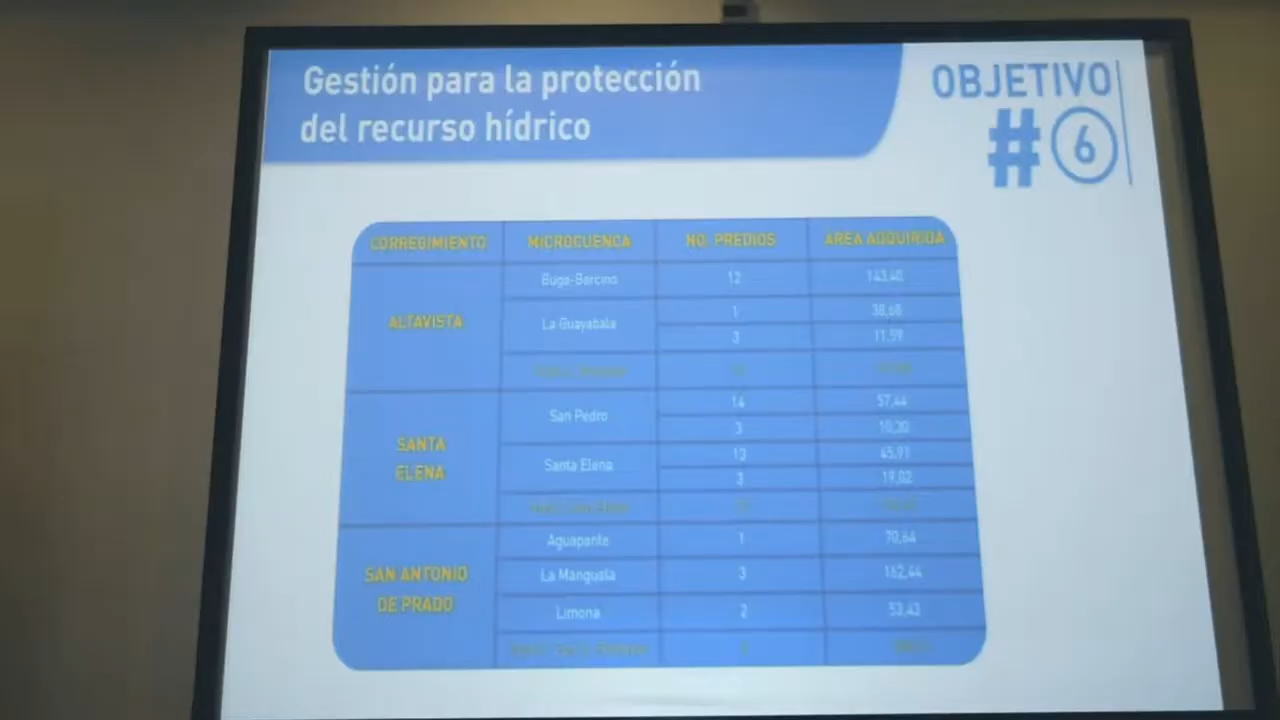 Gestión para la protección
del recurso hídrico
OBJETIVO
# 6
CORREGIMIENTO MICROCUENCA NO. PREDIOS AREA ADQUIRIDA
ALTAVISTA
Buga-Barcino 12 143,40
La Guayabala 1 38,68
3 11,59
SANTA
ELENA
San Pedro 14 57,44
3 10,30
Santa Elena 13 45,91
3 19,02
SAN ANTONIO
DE PRADO
Aguapante 1 70,64
La Manguala 3 162,44
Limona 2 53,43